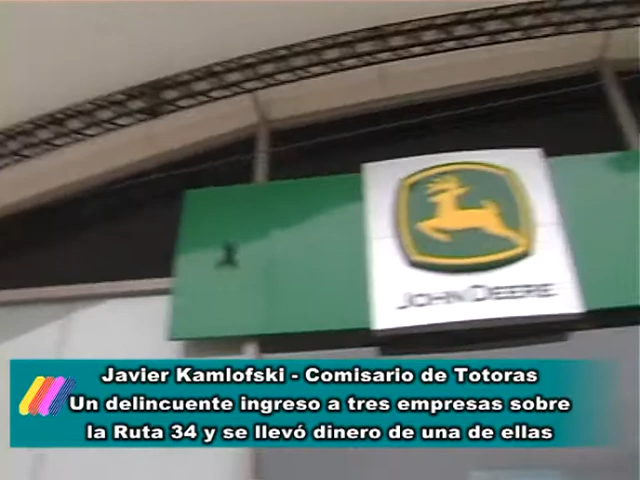 JOHN DEERE
Javier Kamlofski - Comisario de Totoras
Un delincuente ingreso a tres empresas sobre
la Ruta 34 y se llevó dinero de una de ellas